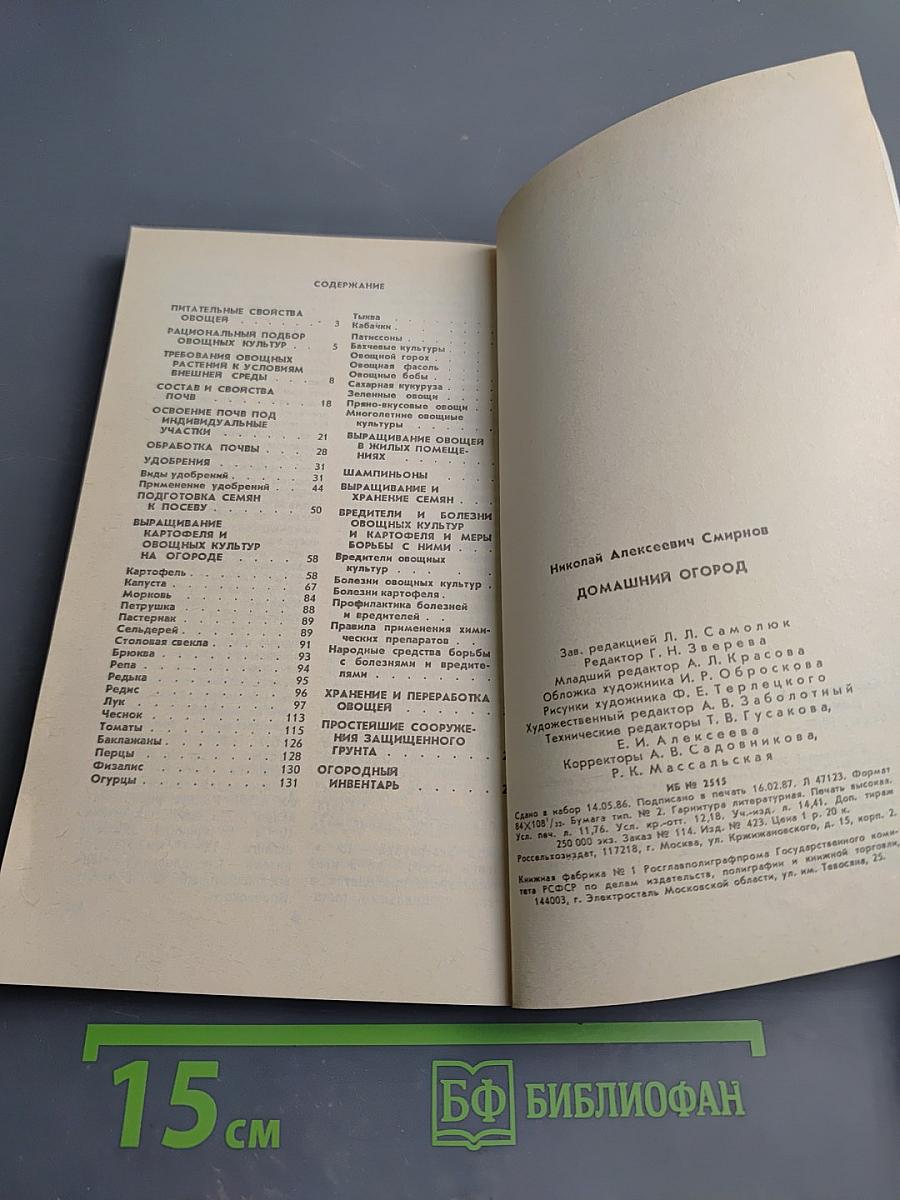 СОДЕРЖАНИЕ
ПИТАТЕЛЬНЫЕ СВОЙСТВА
ОВОЩЕЙ . . . . . . . 3
РАЦИОНАЛЬНЫЙ ПОДБОР
ОВОЩНЫХ КУЛЬТУР . . 5
ТРЕБОВАНИЯ ОВОЩНЫХ
РАСТЕНИЙ К УСЛОВИЯМ
ВНЕШНЕЙ СРЕДЫ . . . . 8
СОСТАВ И СВОЙСТВА
ПОЧВ . . . . . . . . 18
ОСВОЕНИЕ ПОЧВ ПОД
ИНДИВИДУАЛЬНЫЕ
УЧАСТКИ . . . . . . . 21
ОБРАБОТКА ПОЧВЫ . . . . 28
УДОБРЕНИЯ . . . . . . . 31
Виды удобрений . . . . . 31
Применение удобрений . . 44
ПОДГОТОВКА СЕМЯН
К ПОСЕВУ . . . . . . . 50
ВЫРАЩИВАНИЕ
КАРТОФЕЛЯ И
ОВОЩНЫХ КУЛЬТУР
НА ОГОРОДЕ . . . . . . 58
Картофель . . . . . . . 58
Капуста . . . . . . . . 67
Морковь . . . . . . . . 84
Петрушка . . . . . . . . 88
Пастернак . . . . . . . 89
Сельдерей . . . . . . . 89
Столовая свекла . . . . . 91
Брюква . . . . . . . . . 93
Репа . . . . . . . . . . 94
Редька . . . . . . . . . 95
Редис . . . . . . . . . 96
Лук . . . . . . . . . . 97
Чеснок . . . . . . . . . 113
Томаты . . . . . . . . . 115
Баклажаны . . . . . . . 126
Перцы . . . . . . . . . 128
Физалис . . . . . . . . 130
Огурцы . . . . . . . . . 131
Тыква . . . . . . .
Кабачки . . . . . . .
Патиссоны . . . . . .
Бахчевые культуры . . . .
Овощной горох . . . .
Овощная фасоль . . . .
Овощные бобы . . . . .
Сахарная кукуруза . . . .
Зеленные овощи . . . .
Пряно-вкусовые овощи . .
Многолетние овощные
культуры . . . . . .
ВЫРАЩИВАНИЕ ОВОЩЕЙ
В ЖИЛЫХ ПОМЕЩЕ-
НИЯХ . . . . . . .
ШАМПИНЬОНЫ . . . . .
ВЫРАЩИВАНИЕ И
ХРАНЕНИЕ СЕМЯН . . .
ВРЕДИТЕЛИ И БОЛЕЗНИ
ОВОЩНЫХ КУЛЬТУР
И КАРТОФЕЛЯ И МЕРЫ
БОРЬБЫ С НИМИ . . .
Вредители овощных
культур . . . . . . .
Болезни овощных культур .
Болезни картофеля . . . .
Профилактика болезней
и вредителей . . . . .
Правила применения хими-
ческих препаратов . . .
Народные средства борьбы
с болезнями и вредите-
лями . . . . . . . .
ХРАНЕНИЕ И ПЕРЕРАБОТКА
ОВОЩЕЙ . . . . . . .
ПРОСТЕЙШИЕ СООРУЖЕ-
НИЯ ЗАЩИЩЕННОГО
ГРУНТА . . . . . . . 2
ОГОРОДНЫЙ
ИНВЕНТАРЬ . . . . . . 2
Николай Алексеевич Смирнов
ДОМАШНИЙ ОГОРОД
Зав. редакцией Л. Л. Самолюк
Редактор Г. Н. Зверева
Младший редактор А. Л. Красова
Обложка художника И. Р. Оброскова
Рисунки художника Ф. Е. Терлецкого
Художественный редактор А. В. Заболотный
Технические редакторы Т. В. Гусакова,
Е. И. Алексеева
Корректоры А. В. Садовникова,
Р. К. Массальская
ИБ № 2515
Сдано в набор 14.05.86. Подписано в печать 16.02.87. Л 47123. Формат
84X108¹/₃₂. Бумага тип. № 2. Гарнитура литературная. Печать высокая.
Усл. печ. л. 11,76. Усл. кр.-отт. 12,18. Уч.-изд. л. 14,41. Доп. тираж
250 000 экз. Заказ № 114. Изд. № 423. Цена 1 р. 20 к.
Россельхозиздат, 117218, г. Москва, ул. Кржижановского, д. 15, корп. 2.
Книжная фабрика № 1 Росглавполиграфпрома Государственного коми-
тета РСФСР по делам издательств, полиграфии и книжной торговли,
144003, г. Электросталь Московской области, ул. им. Тевосяна, 25.
15 см
БФ БИБЛИОФАН